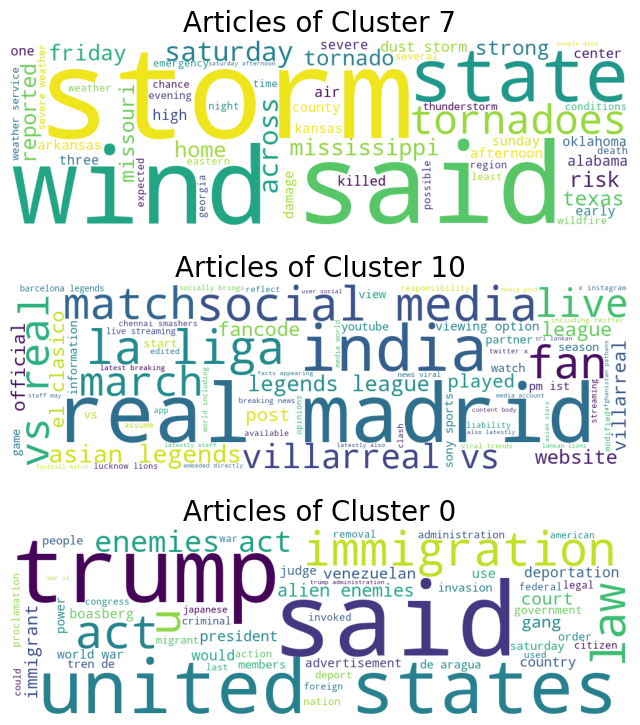 Articles of Cluster 7
storm
wind
said
state
tornadoes
saturday
friday
one
severe weather
emergency
saturday afternoon
severe
tornado
dust storm
several
strong
people died
center
weather service
reported
weather
chance
evening
high
night
time
air
county
kansas
thunderstorm
conditions
arkansas
missouri
three
home
eastern
across
mississippi
sunday
afternoon
oklahoma
death
alabama
expected
georgia
damage
killed
possible
region
least
risk
texas
early
wildfire
Articles of Cluster 10
barcelona legends
socially brings
reflect
user social
view
responsibility
media post
x instagram
including twitter
match
social media
live
real
vs
official
el clasico
information
chennai smashers
live streaming
start
edited
fancode
youtube
media world
viewing option
partner
league
sri lanka
twitter x
season
la liga
india
fan
villarreal
march
latest breaking
facts appearing
news viral
watch
legends league
played
pm ist
streaming
afghanistan pathans
staff may
vs
app
assume
world including
breaking news
post
available
opinions
sony sports
media account
content body
liability
also latestly
asian stars
modified
game
asian legends
latestly staff
latestly also
clash
viral trends
lankan lions
website
football match
lucknow lions
embeded directly
real madrid
villarreal vs
Articles of Cluster 0
people
enemies act
war
removal
administration
american
trump
immigration
war ii
trump administration
judge
venezuelan
use
deportation
alien enemies
invasion
federal
legal
proclamation
power
congress
boasberg
act
u
japanese
criminal
migrant
invoked
said
court
government
gang
order
law
immigrant
world war
president
saturday
citizen
used
tren de
would
last
action
members
advertisement
deport
foreign
nation
de aragua
country
could
united states